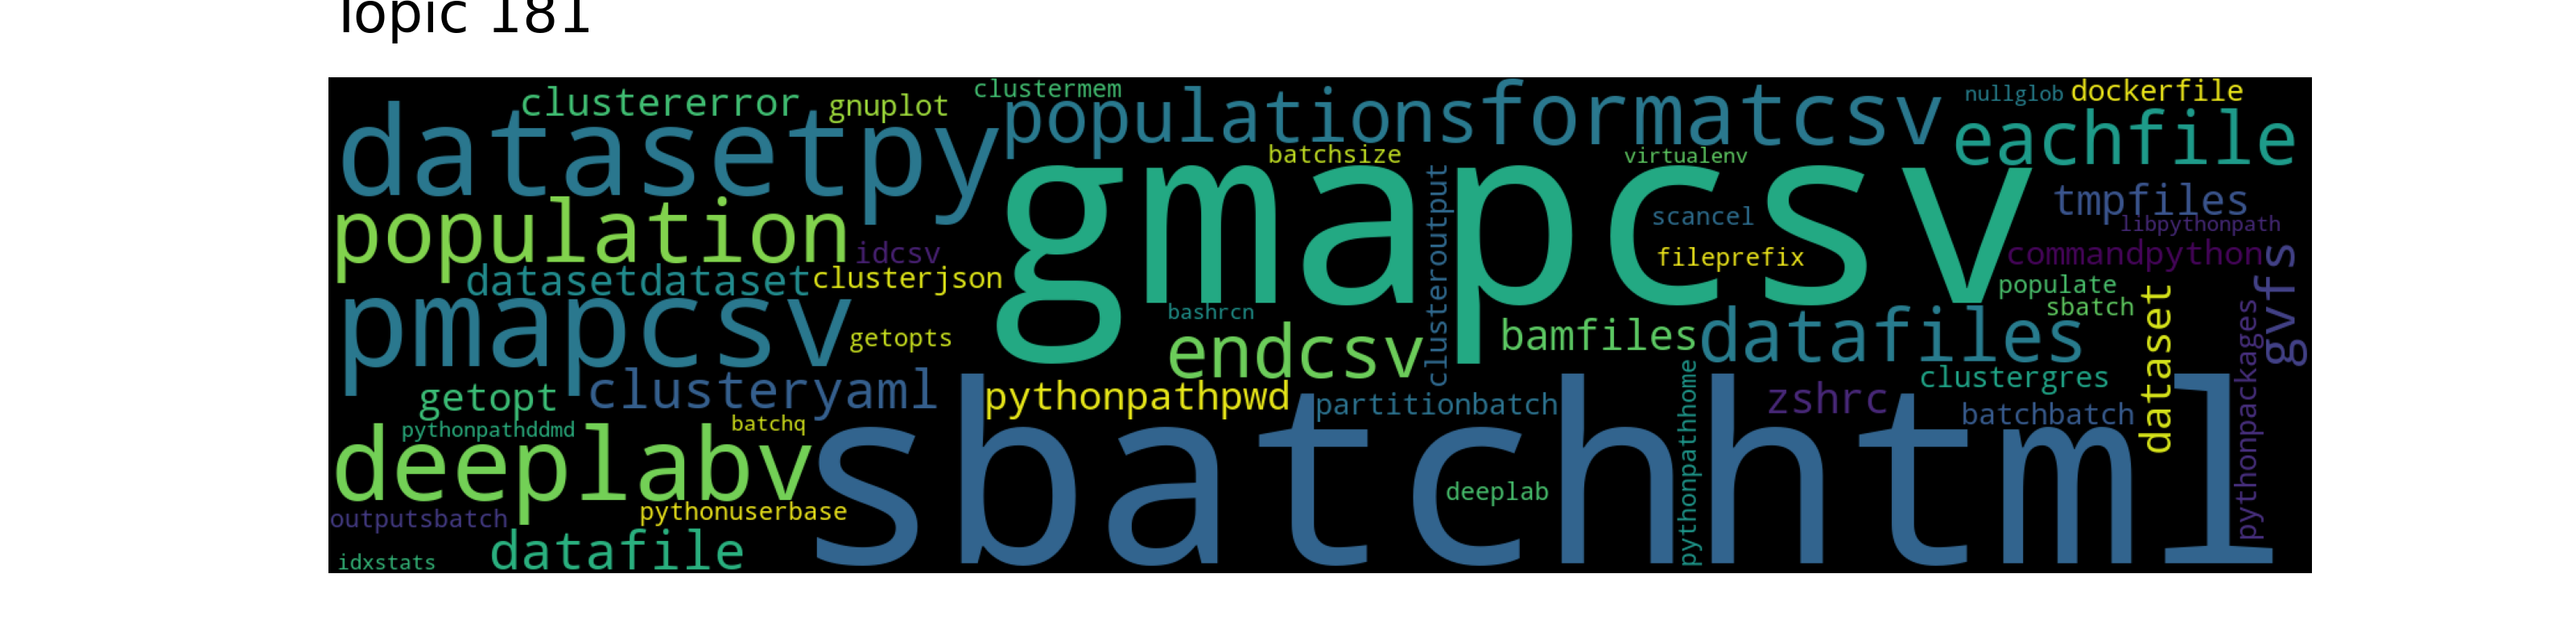 Topic 181
clustermem
clustererror
gnuplot
populationsformatcsv
nullglob
dockerfile
datasetpy
eachfile
batchsize
virtualenv
gmapcsv
clusteroutput
scancel
tmpfiles
libpythonpath
population
idcsv
fileprefix
commandpython
gvfs
datasetdataset
clusterjson
populate
sbatch
pmapcsv
bashrcn
getopts
endcsv
bamfiles
datafiles
dataset
pythonpackages
clustergres
getopt
clusteryaml
pythonpathpwd
partitionbatch
pythonpathhome
zshrc
batchbatch
pythonpathddmd
batchq
deeplabv
sbatchhtml
deeplab
outputsbatch
pythonuserbase
idxstats
datafile